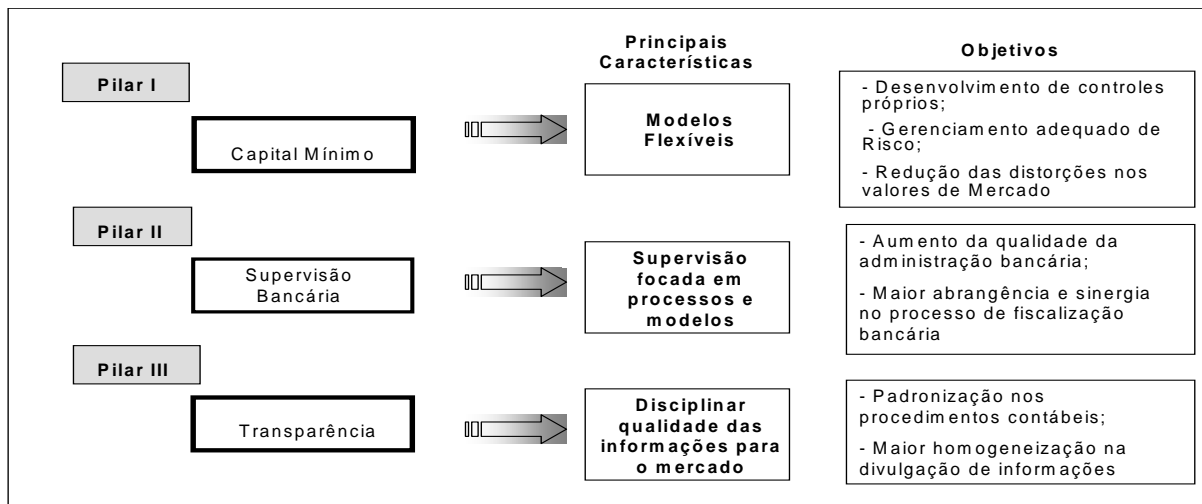 Principais
Características
Objetivos
Pilar I
Capital Mínimo
Modelos
Flexíveis
- Desenvolvimento de controles
próprios;
- Gerenciamento adequado de
Risco;
- Redução das distorções nos
valores de Mercado
Pilar II
Supervisão
Bancária
Supervisão
focada em
processos e
modelos
- Aumento da qualidade da
administração bancária;
- Maior abrangência e sinergia
no processo de fiscalização
bancária
Pilar III
Transparência
Disciplinar
qualidade das
informações para
o mercado
- Padronização nos
procedimentos contábeis;
- Maior homogeneização na
divulgação de informações